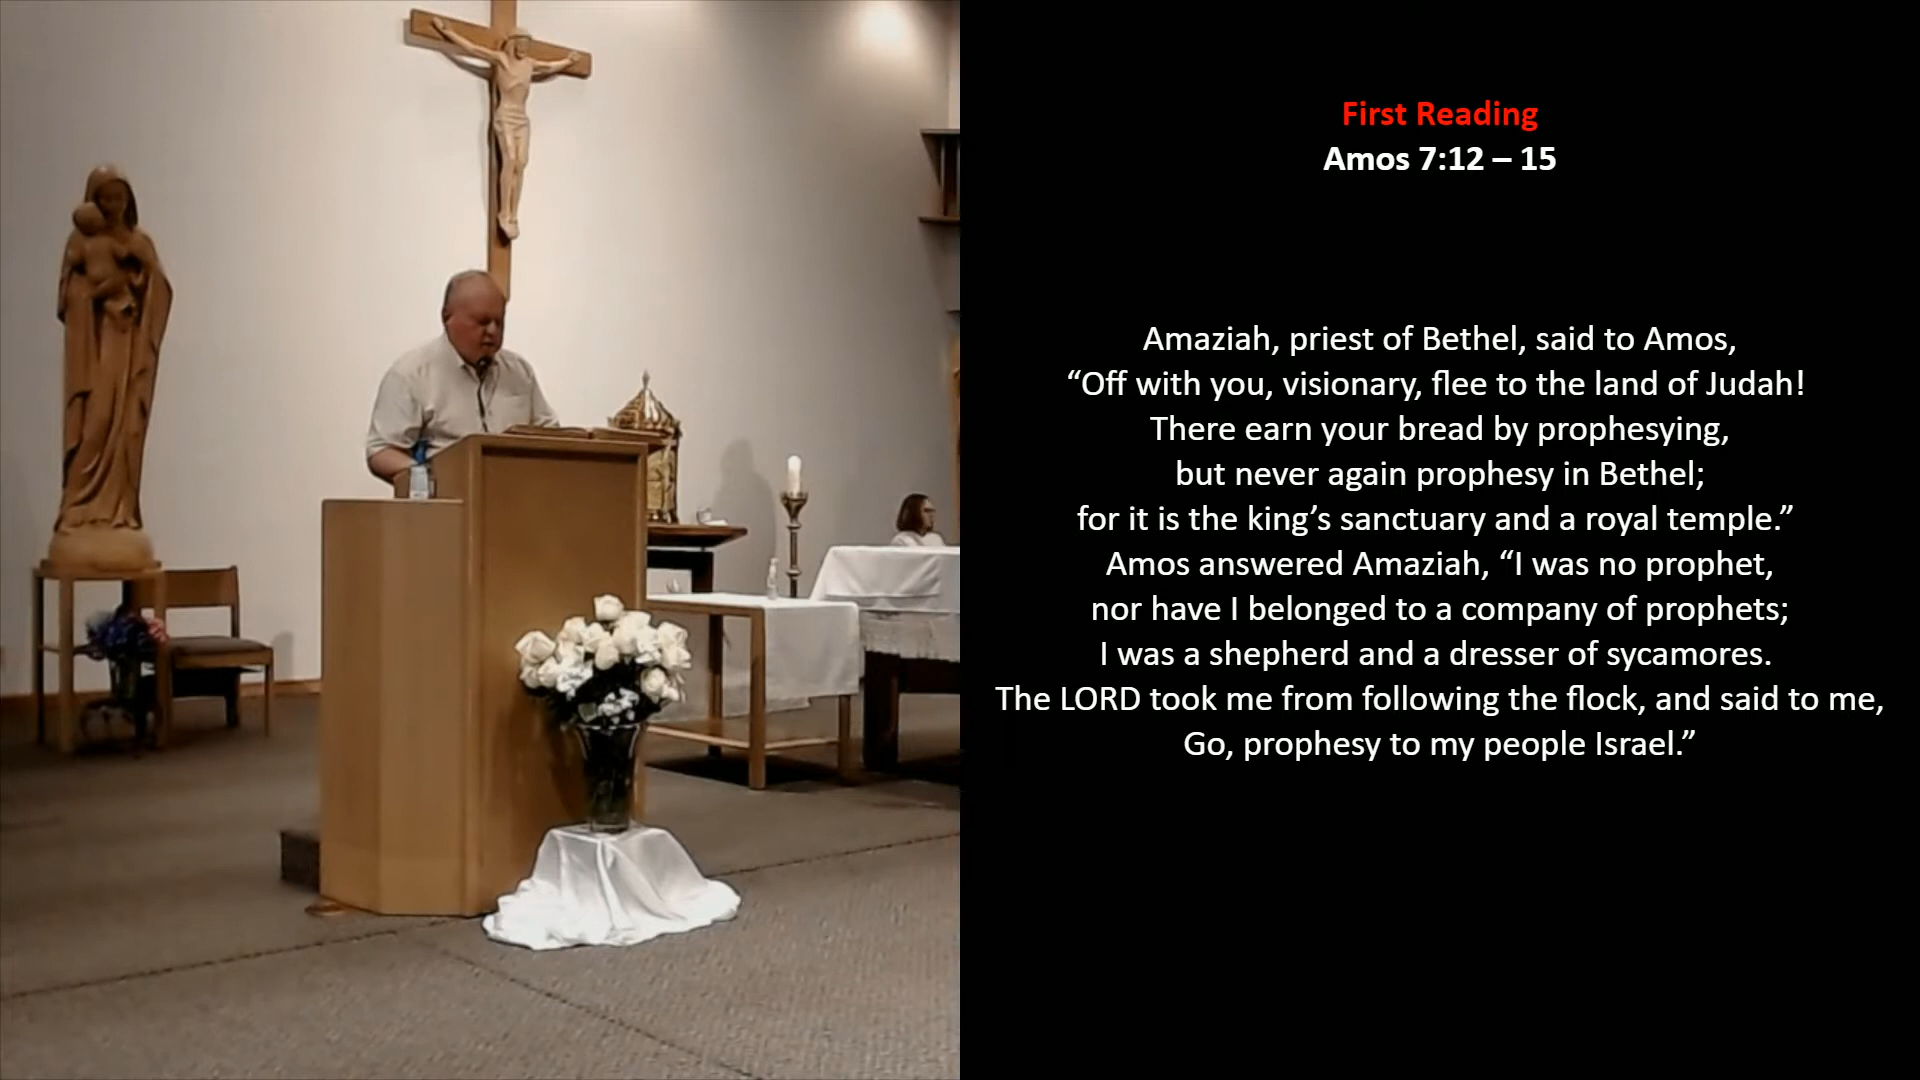 First Reading
Amos 7:12 – 15
Amaziah, priest of Bethel, said to Amos,
“Off with you, visionary, flee to the land of Judah!
There earn your bread by prophesying,
but never again prophesy in Bethel;
for it is the king’s sanctuary and a royal temple.”
Amos answered Amaziah, “I was no prophet,
nor have I belonged to a company of prophets;
I was a shepherd and a dresser of sycamores.
The LORD took me from following the flock, and said to me,
Go, prophesy to my people Israel.”